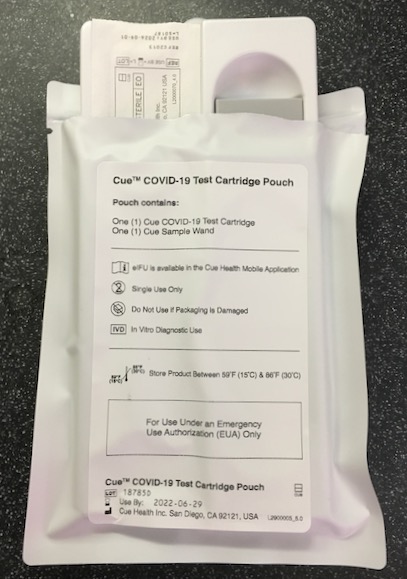 Cue™ COVID-19 Test Cartridge Pouch
Pouch contains:
One (1) Cue COVID-19 Test Cartridge
One (1) Cue Sample Wand
eIFU is available in the Cue Health Mobile Application
Single Use Only
Do Not Use if Packaging is Damaged
IVD In Vitro Diagnostic Use
Store Product Between 59°F (15°C) & 86°F (30°C)
For Use Under an Emergency
Use Authorization (EUA) Only
Cue™ COVID-19 Test Cartridge Pouch
LOT 18785D
Use By: 2022-06-29
Cue Health Inc. San Diego, CA 92121, USA